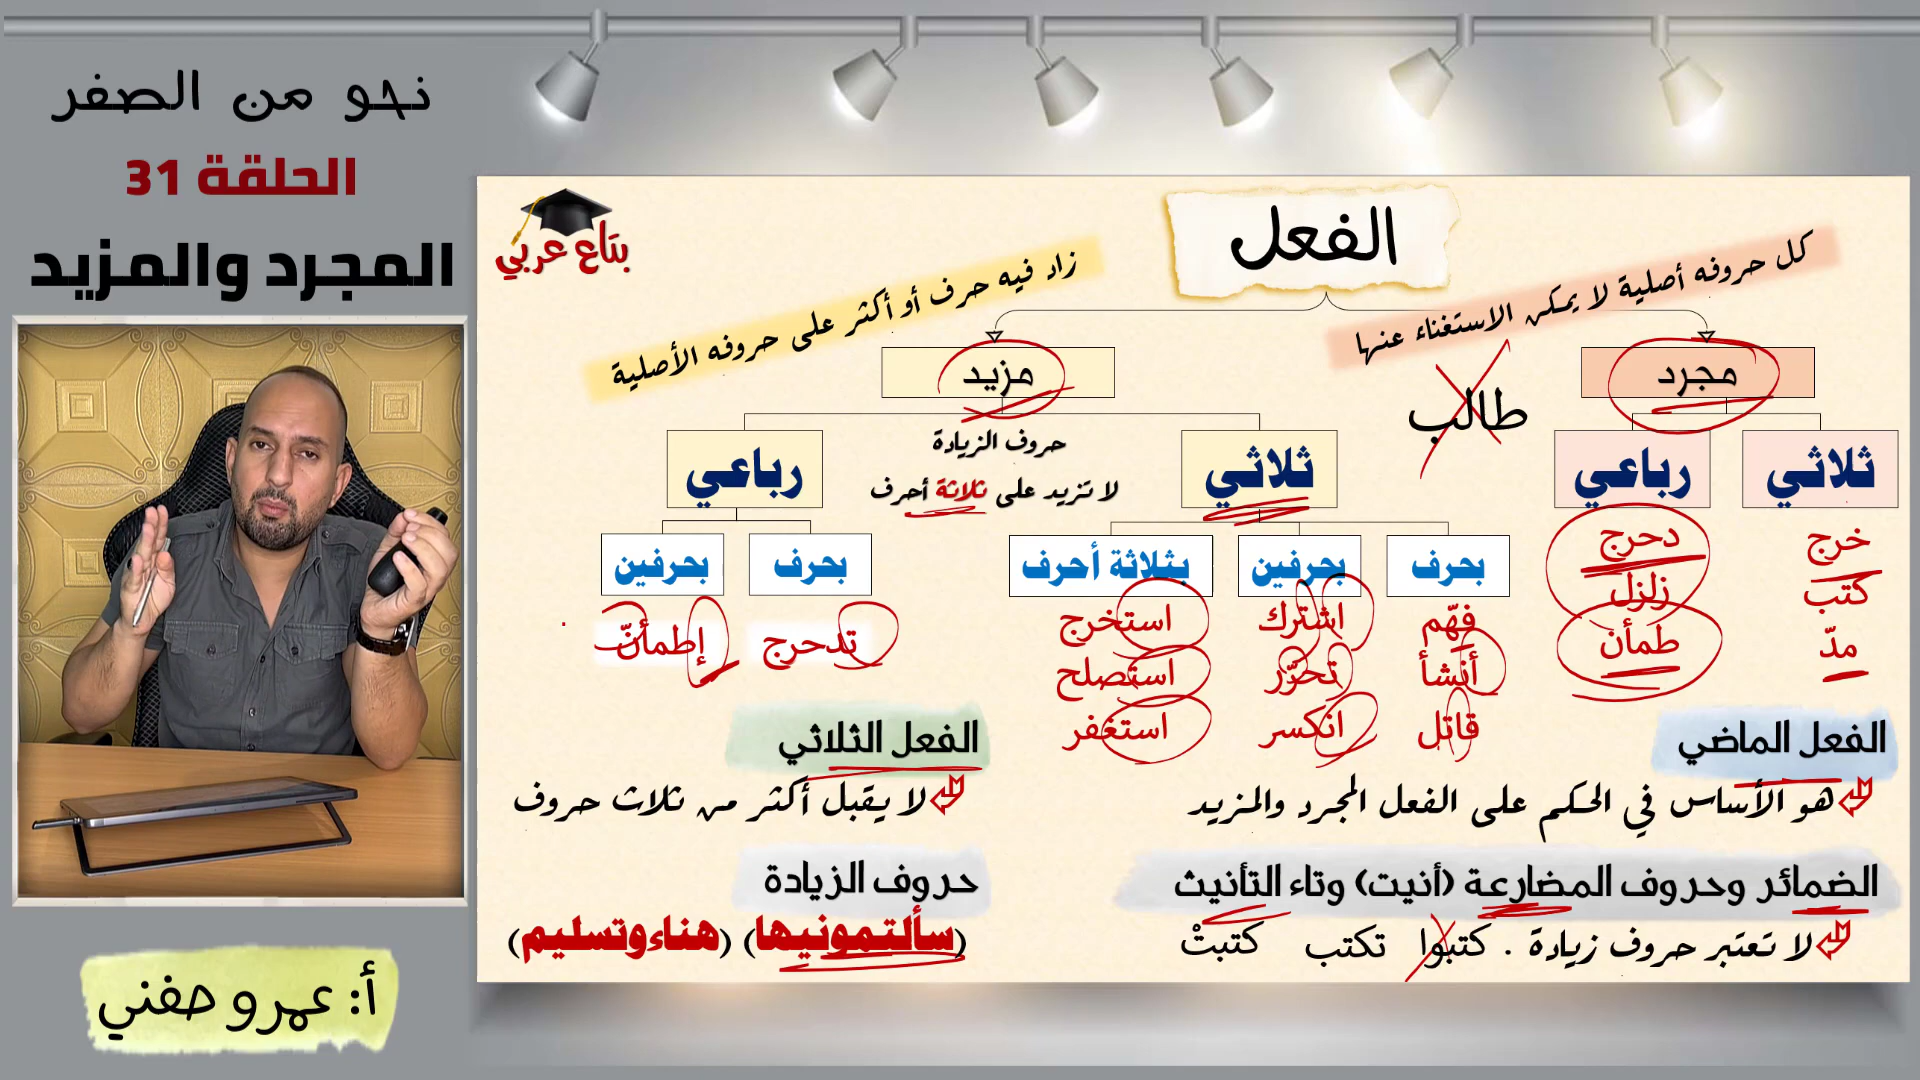 نحو من الصفر
الحلقة 31
المجرد والمزيد
أ: عمرو حفني
بتاع عربي
الفعل
كل حروفه أصلية لا يمكن الاستغناء عنها
زاد فيه حرف أو أكثر على حروفه الأصلية
مجرد
مزيد
طالب
ثلاثي
رباعي
خرج
كتب
مدّ
دحرج
زلزل
طمأن
حروف الزيادة
لا تزيد على ثلاثة أحرف
ثلاثي
رباعي
بحرف
بحرفين
بثلاثة أحرف
بحرف
بحرفين
فهّم
أنشأ
قاتل
اشترك
تحرّر
انكسر
استخرج
استصلح
استغفر
تدحرج
إطمأنّ
الفعل الماضي
هو الأساس في الحكم على الفعل المجرد والمزيد
الفعل الثلاثي
لا يقبل أكثر من ثلاث حروف
الضمائر وحروف المضارعة (أنيت) وتاء التأنيث
لا تعتبر حروف زيادة . كتبوا تكتب كتبتْ
حروف الزيادة
(سألتمونيها) (هناء وتسليم)